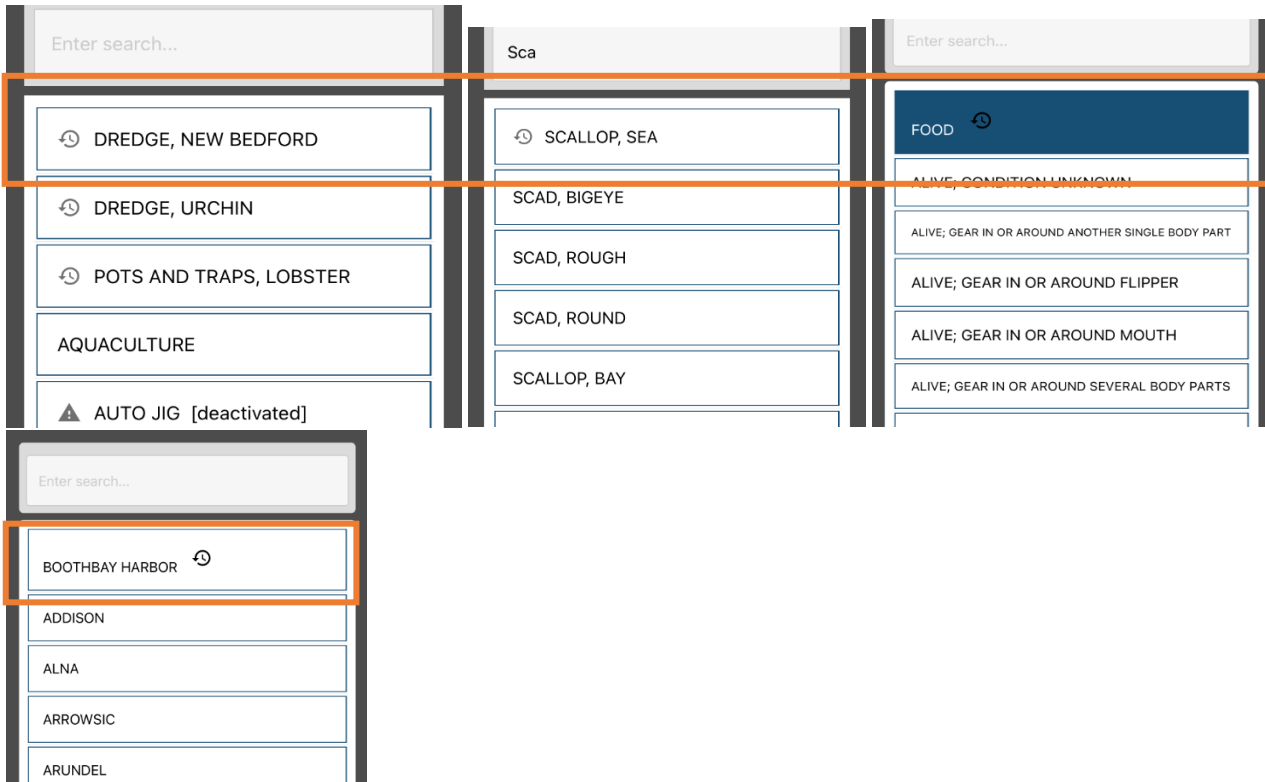 Enter search...
DREDGE, NEW BEDFORD
DREDGE, URCHIN
POTS AND TRAPS, LOBSTER
AQUACULTURE
AUTO JIG [deactivated]
Sca
SCALLOP, SEA
SCAD, BIGEYE
SCAD, ROUGH
SCAD, ROUND
SCALLOP, BAY
Enter search...
FOOD
ALIVE; CONDITION UNKNOWN
ALIVE; GEAR IN OR AROUND ANOTHER SINGLE BODY PART
ALIVE; GEAR IN OR AROUND FLIPPER
ALIVE; GEAR IN OR AROUND MOUTH
ALIVE; GEAR IN OR AROUND SEVERAL BODY PARTS
Enter search...
BOOTHBAY HARBOR
ADDISON
ALNA
ARROWSIC
ARUNDEL